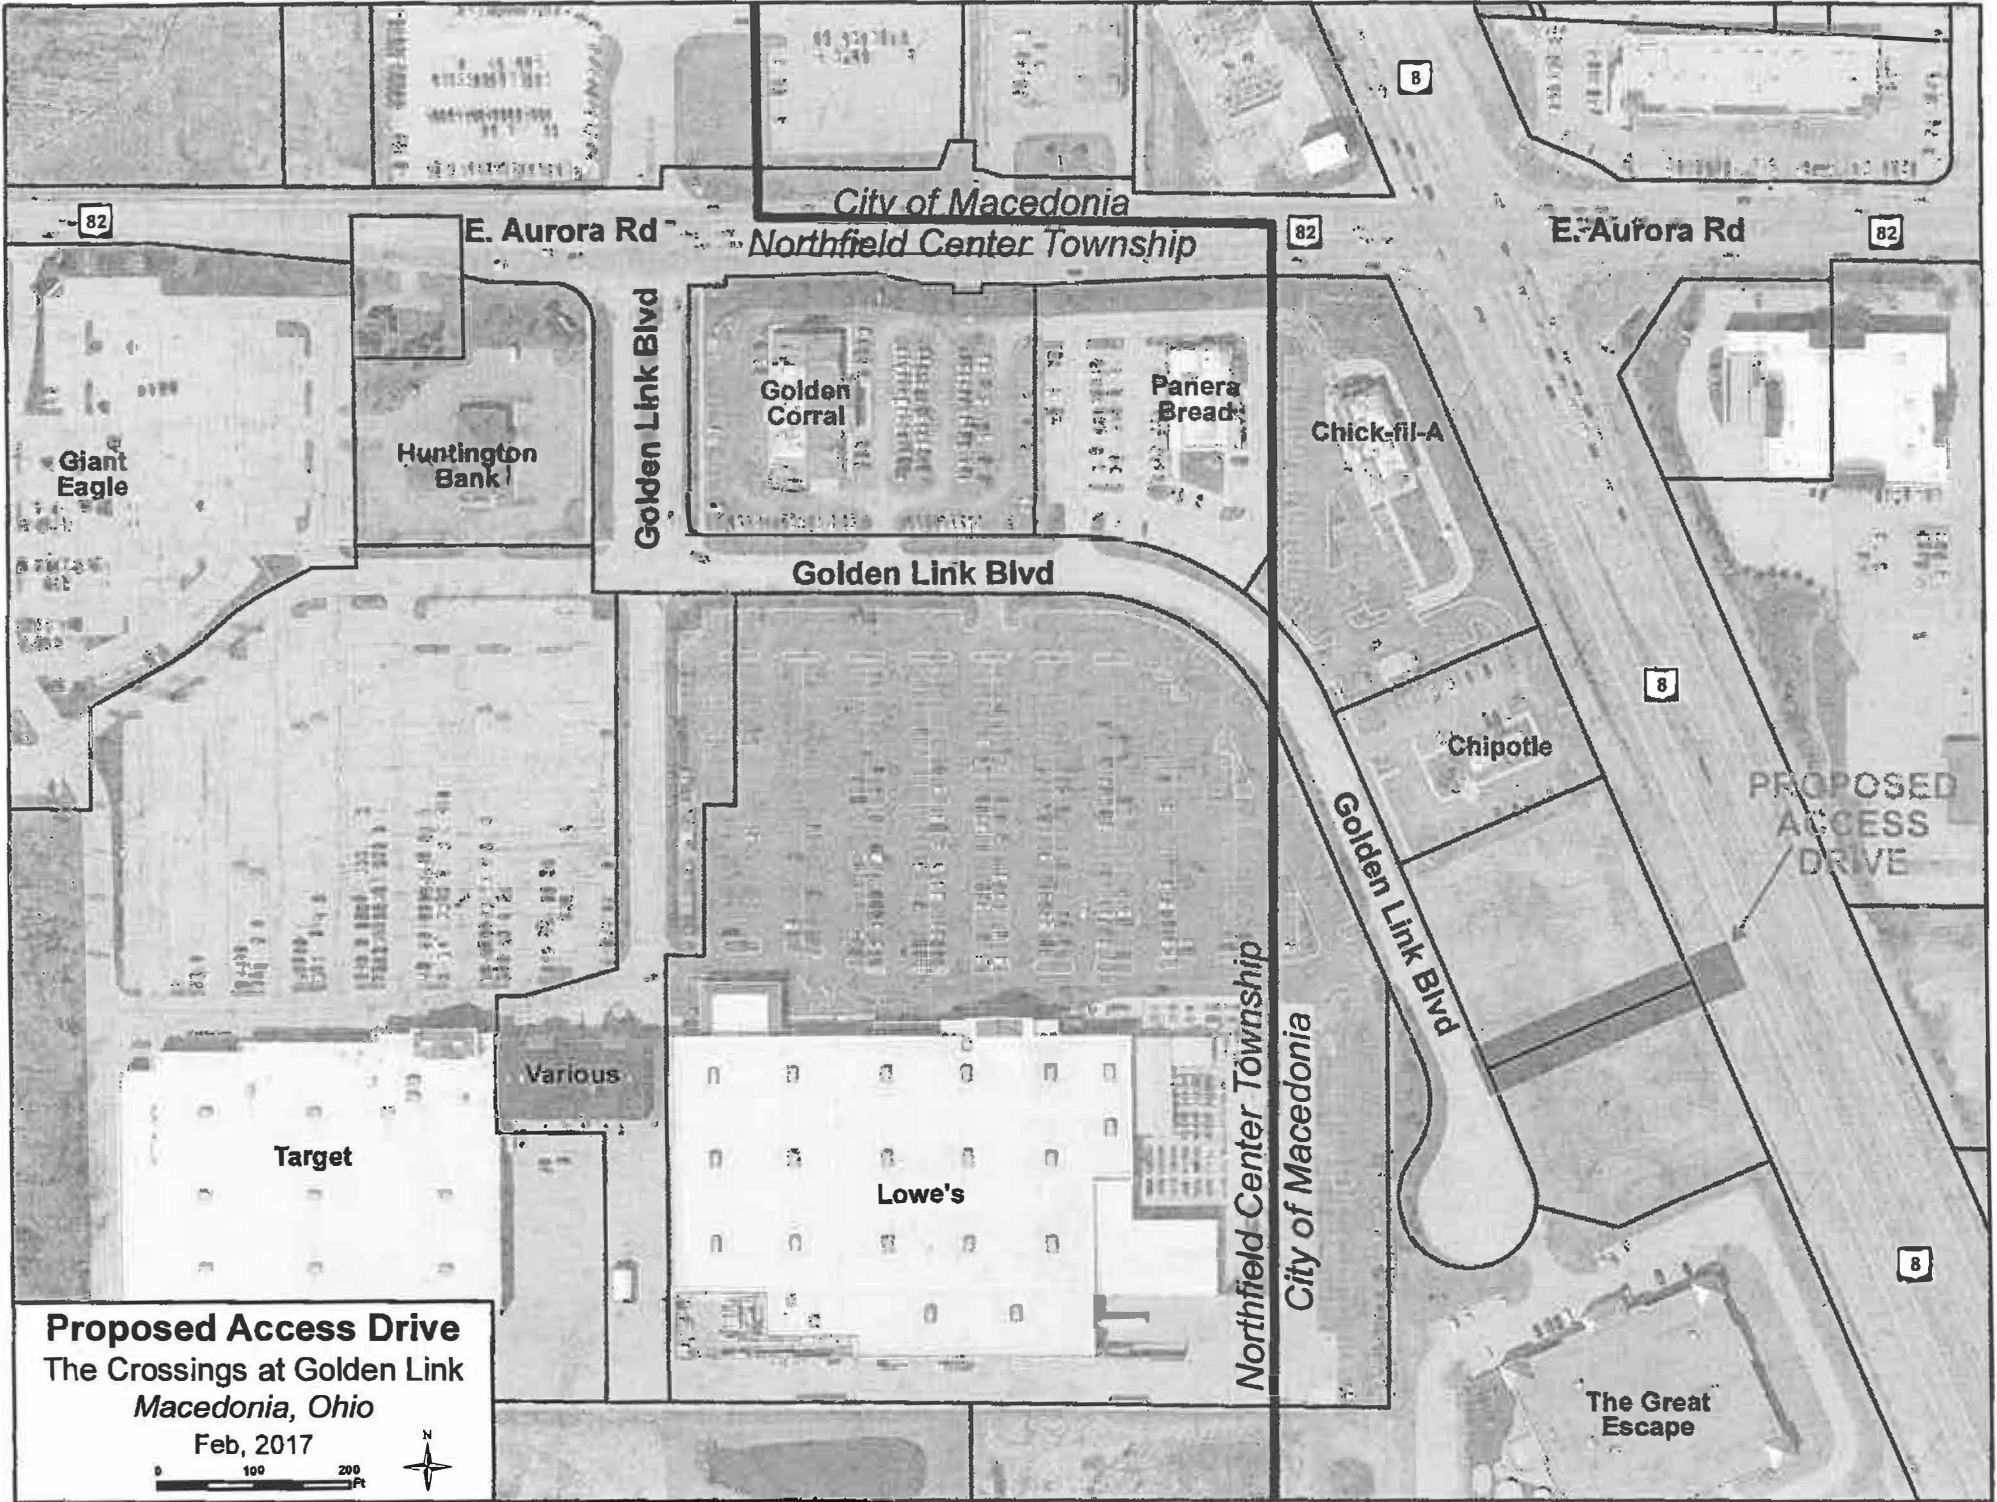 8
City of Macedonia
82
E. Aurora Rd
Northfield Center Township
82
E. Aurora Rd
82
Golden Link Blvd
Golden
Corral
Panera
Bread
Chick-fil-A
Huntington
Bank
Giant
Eagle
Golden Link Blvd
8
Chipotle
PROPOSED
ACCESS
DRIVE
Golden Link Blvd
Golden Link Blvd
Northfield Center Township
City of Macedonia
Various
Target
Lowe's
8
The Great
Escape
Proposed Access Drive
The Crossings at Golden Link
Macedonia, Ohio
Feb, 2017
N
0 100 200
Ft